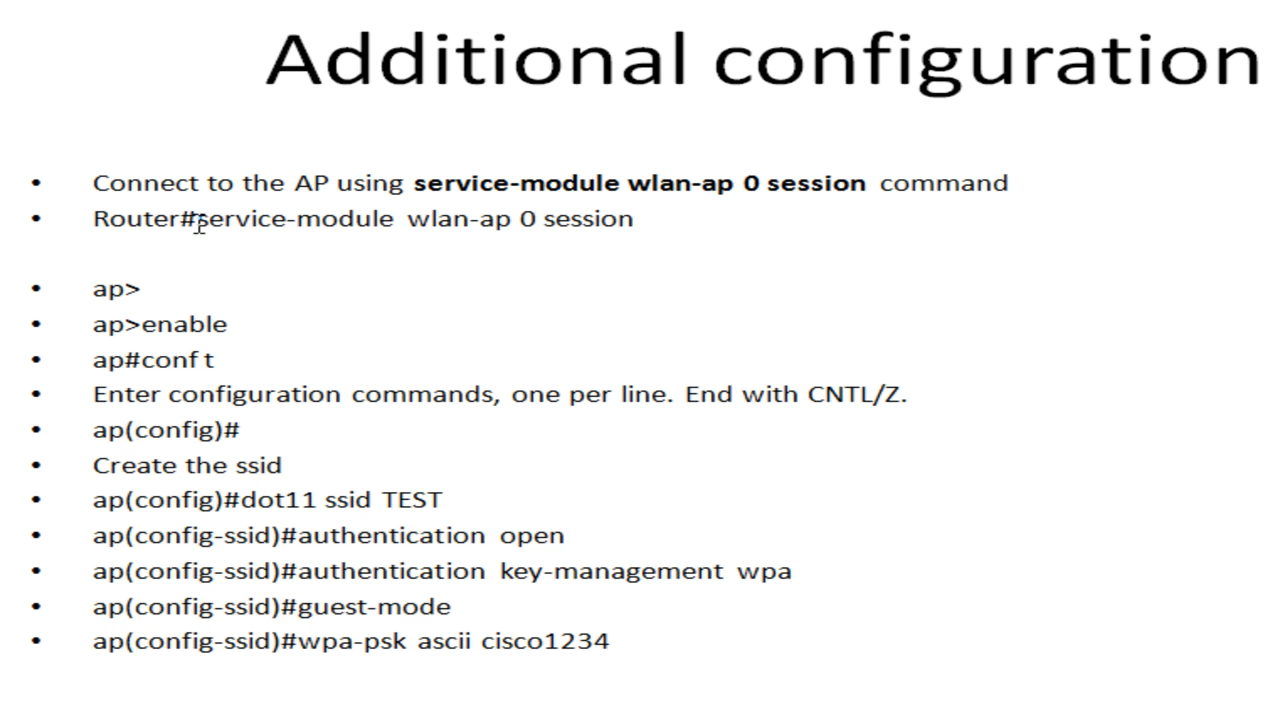 Additional configuration
• Connect to the AP using service-module wlan-ap 0 session command
• Router#service-module wlan-ap 0 session
• ap>
• ap>enable
• ap#conf t
• Enter configuration commands, one per line. End with CNTL/Z.
• ap(config)#
• Create the ssid
• ap(config)#dot11 ssid TEST
• ap(config-ssid)#authentication open
• ap(config-ssid)#authentication key-management wpa
• ap(config-ssid)#guest-mode
• ap(config-ssid)#wpa-psk ascii cisco1234